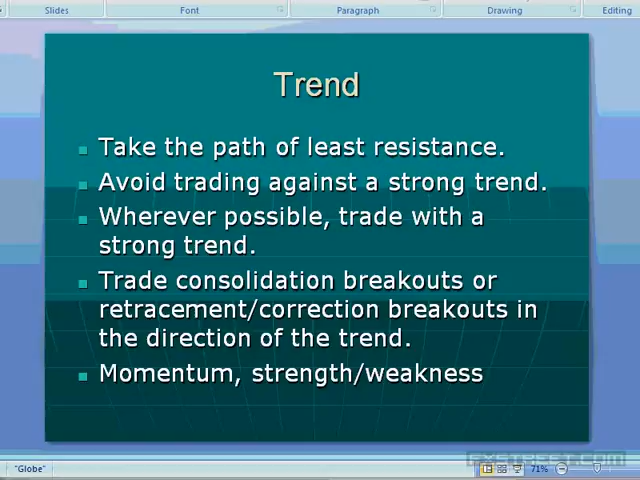 Slides Font Paragraph Drawing Editing
Trend
Take the path of least resistance.
Avoid trading against a strong trend.
Wherever possible, trade with a
strong trend.
Trade consolidation breakouts or
retracement/correction breakouts in
the direction of the trend.
Momentum, strength/weakness
FXSTREET.COM
"Globe" 71%